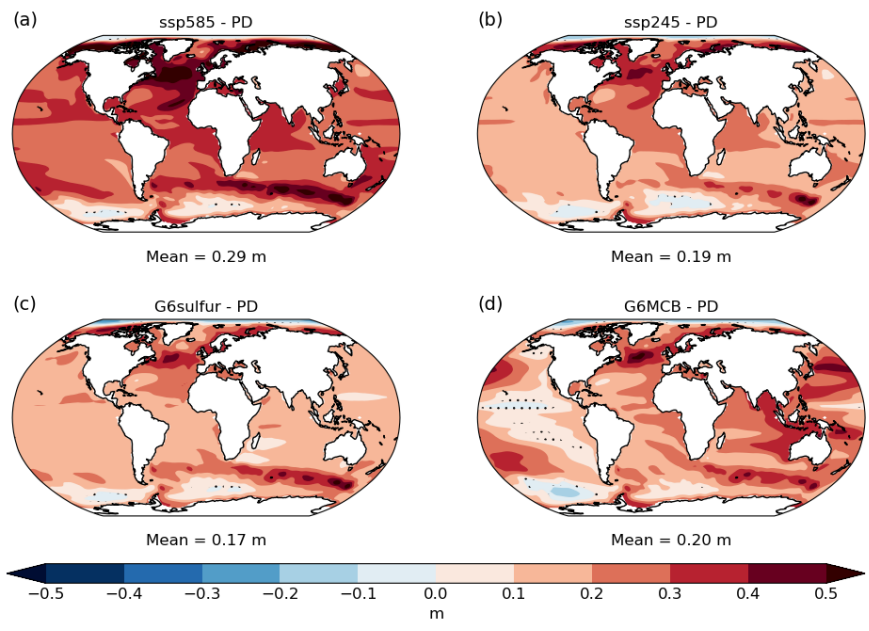 (a) ssp585 - PD
(b) ssp245 - PD
Mean = 0.29 m
Mean = 0.19 m
(c) G6sulfur - PD
(d) G6MCB - PD
Mean = 0.17 m
Mean = 0.20 m
−0.5 −0.4 −0.3 −0.2 −0.1 0.0 0.1 0.2 0.3 0.4 0.5
m